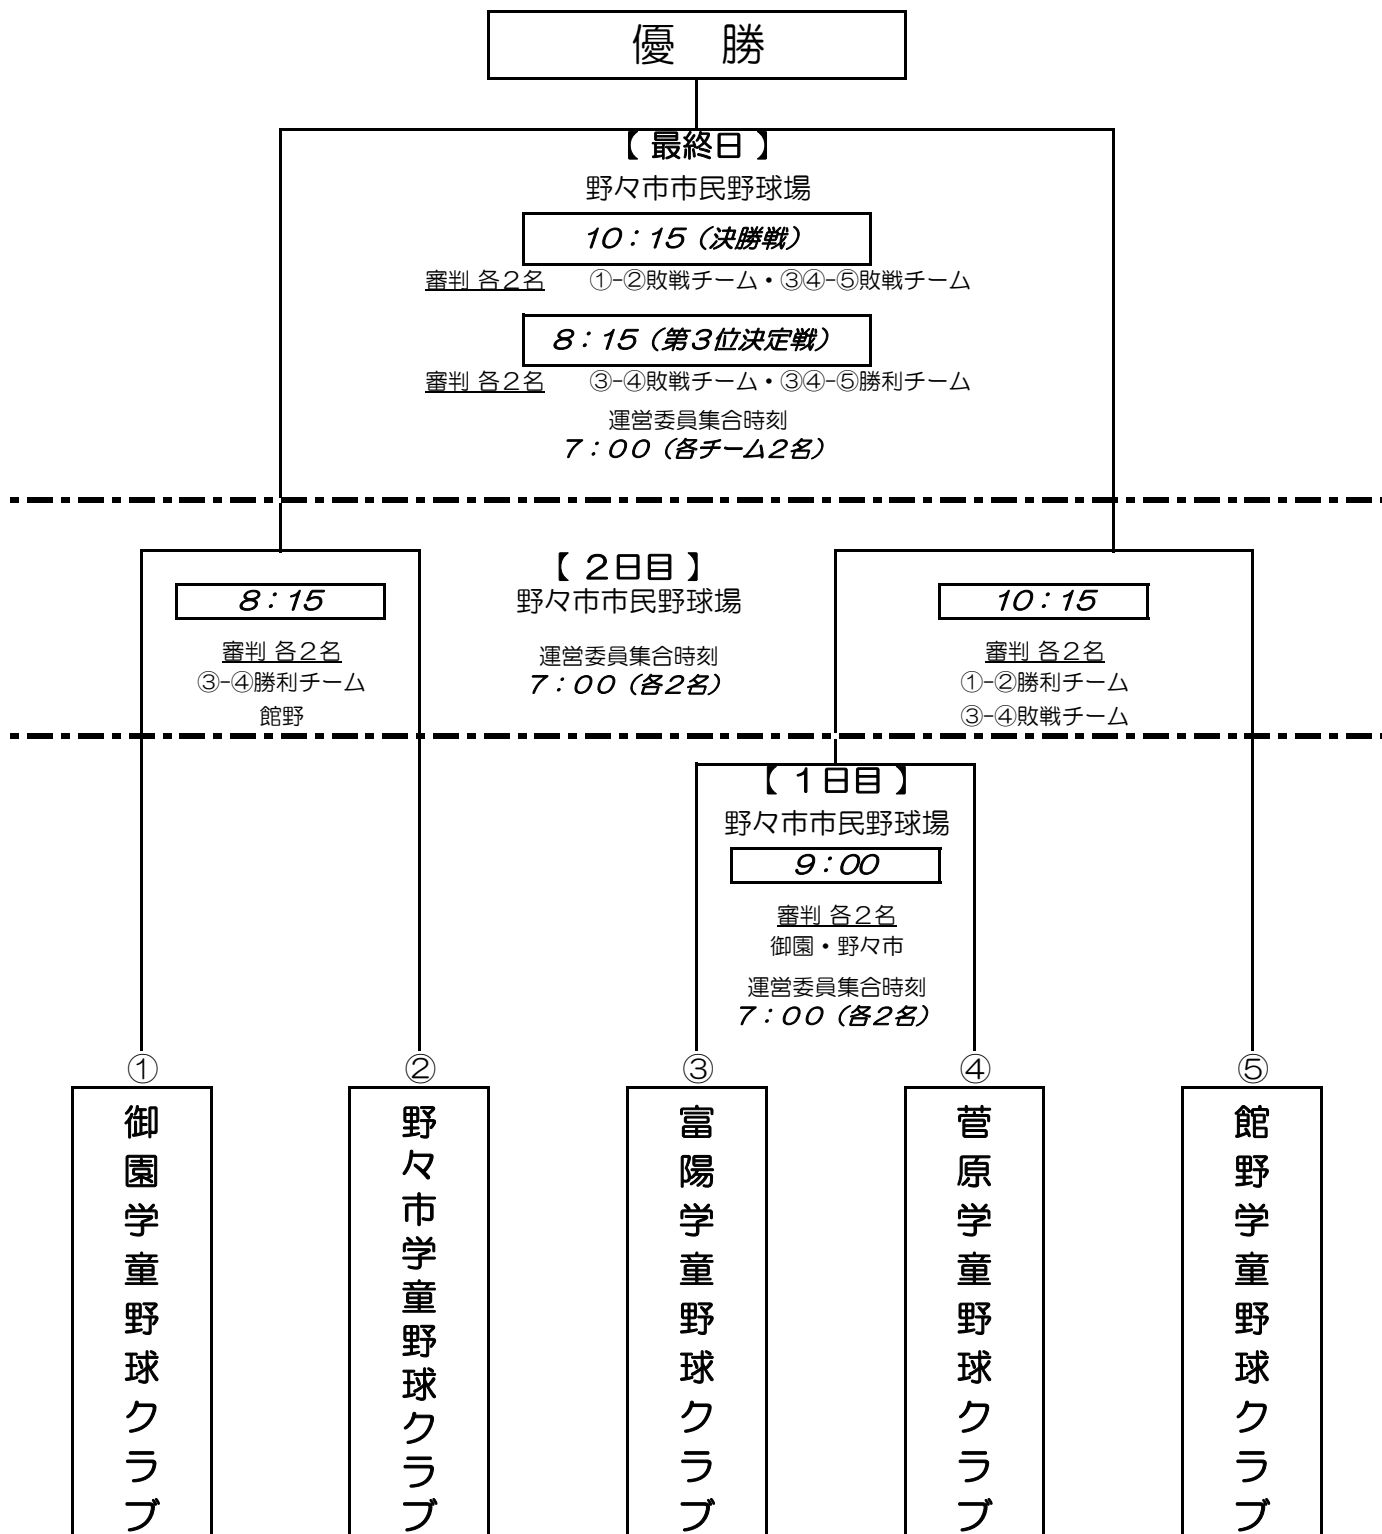 優　勝
【 最終日 】
野々市市民野球場
１０：１５（決勝戦）
審判 各２名　　①-②敗戦チーム・③④-⑤敗戦チーム
８：１５（第３位決定戦）
審判 各２名　　③-④敗戦チーム・③④-⑤勝利チーム
運営委員集合時刻
７：００（各チーム２名）
【 ２日目 】
野々市市民野球場
運営委員集合時刻
７：００（各２名）
８：１５
審判 各２名
③-④勝利チーム
館野
１０：１５
審判 各２名
①-②勝利チーム
③-④敗戦チーム
【 １日目 】
野々市市民野球場
９：００
審判 各２名
御園・野々市
運営委員集合時刻
７：００（各２名）
①
御園学童野球クラブ
②
野々市学童野球クラブ
③
富陽学童野球クラブ
④
菅原学童野球クラブ
⑤
館野学童野球クラブ